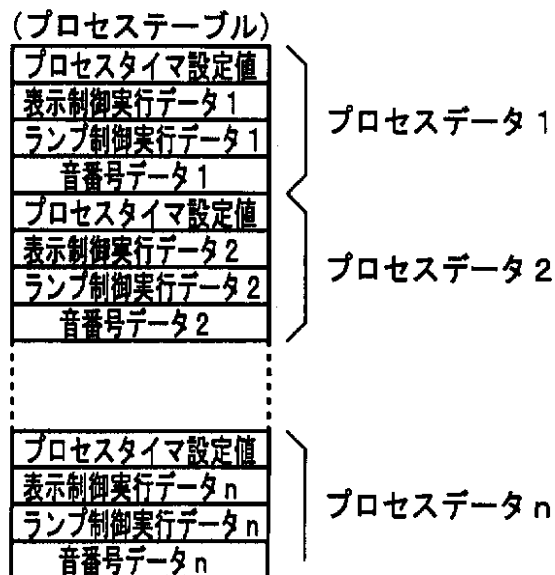 (プロセステーブル)
プロセスタイマ設定値
表示制御実行データ1
ランプ制御実行データ1
音番号データ1
プロセスデータ1
プロセスタイマ設定値
表示制御実行データ2
ランプ制御実行データ2
音番号データ2
プロセスデータ2
プロセスタイマ設定値
表示制御実行データn
ランプ制御実行データn
音番号データn
プロセスデータn